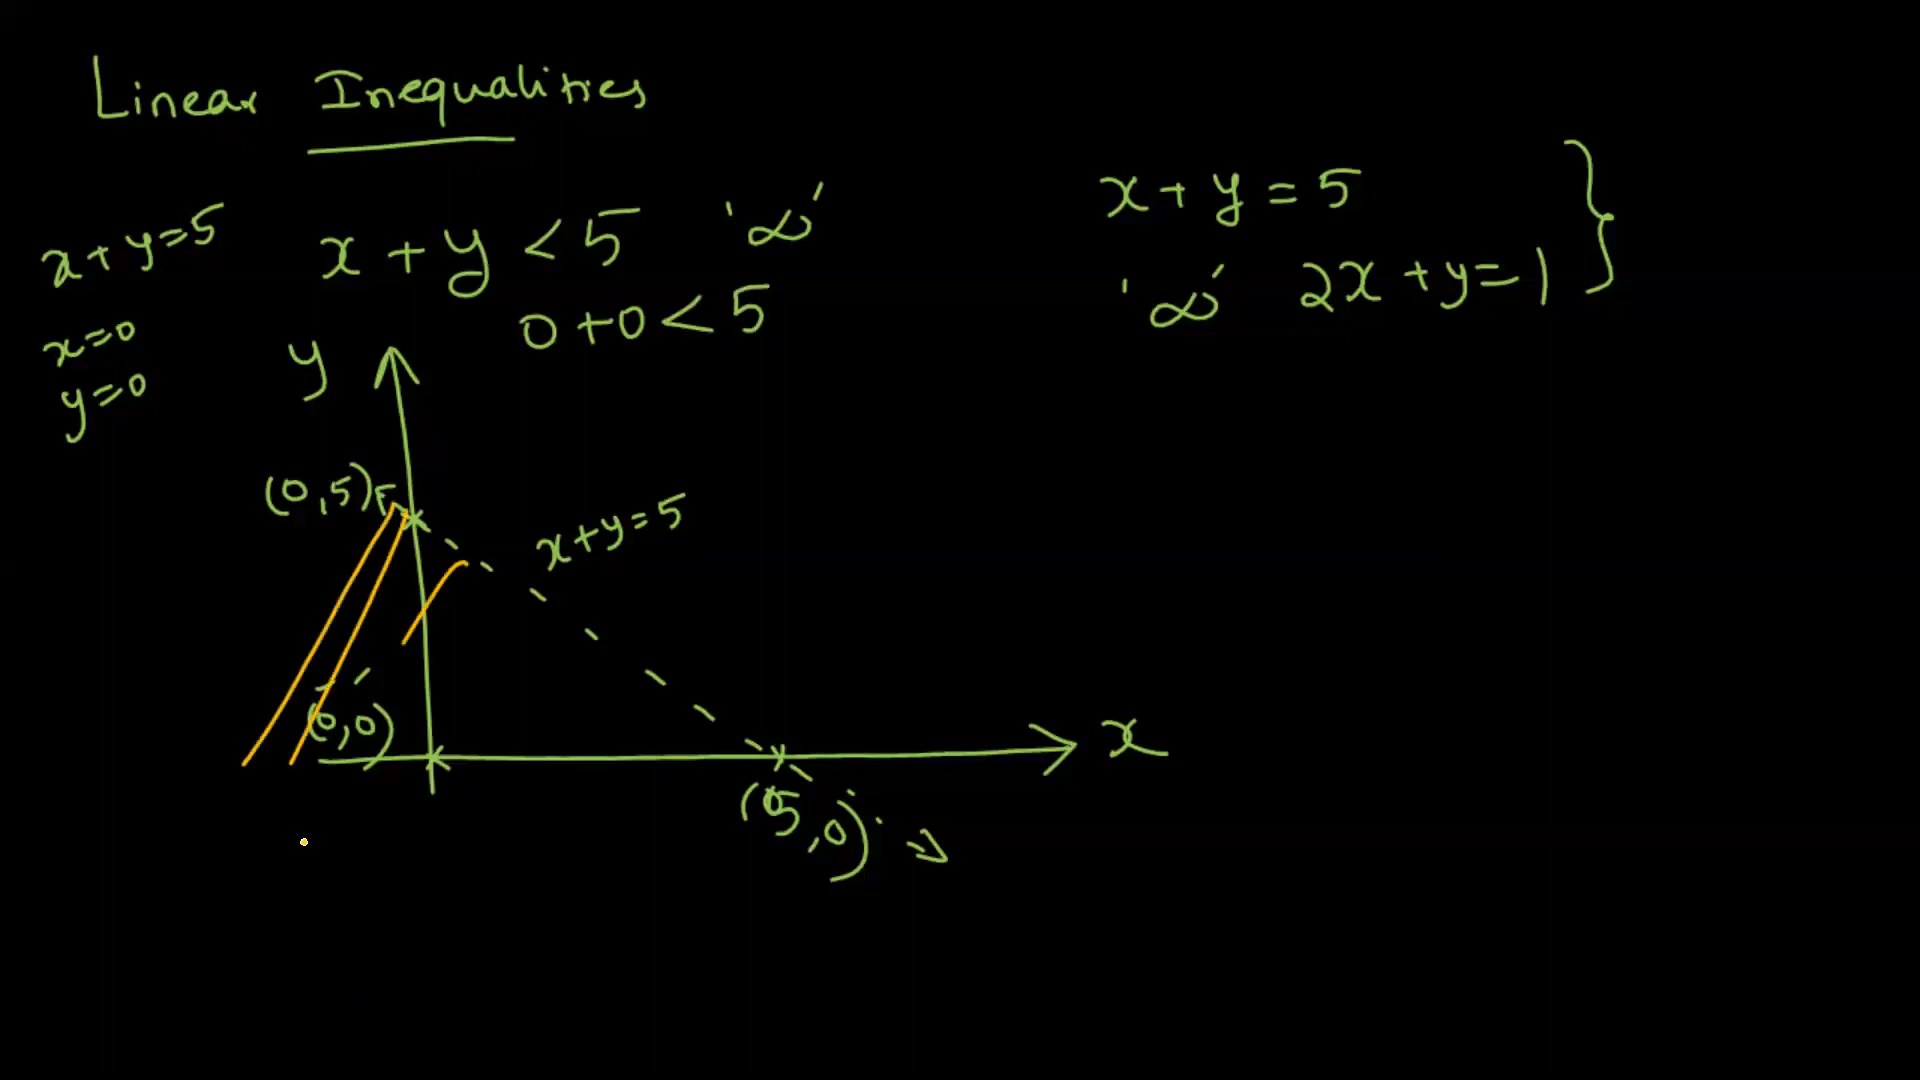 Linear Inequalities
x + y = 5
x + y < 5 '∞'
x + y = 5
'∞' 2x + y = 1 }
0 + 0 < 5
x = 0
y = 0
y
(0,5)
x + y = 5
(0,0)
x
(5,0)